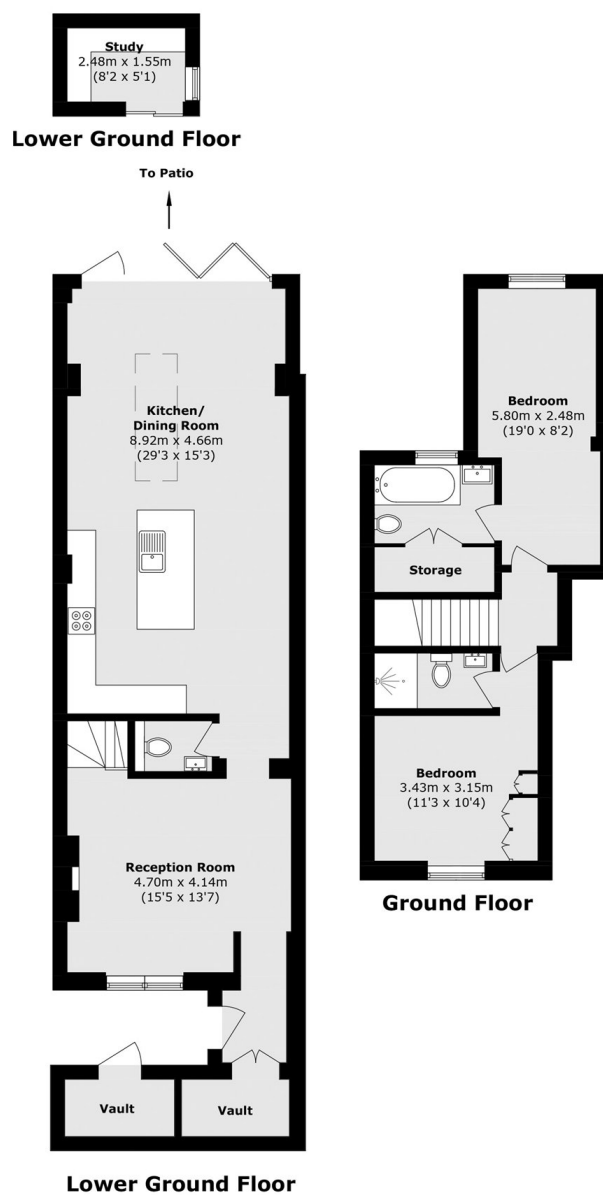 Study
2.48m x 1.55m
(8'2 x 5'1)
Lower Ground Floor
To Patio
Kitchen/
Dining Room
8.92m x 4.66m
(29'3 x 15'3)
Reception Room
4.70m x 4.14m
(15'5 x 13'7)
Vault
Vault
Lower Ground Floor
Bedroom
5.80m x 2.48m
(19'0 x 8'2)
Storage
Bedroom
3.43m x 3.15m
(11'3 x 10'4)
Ground Floor